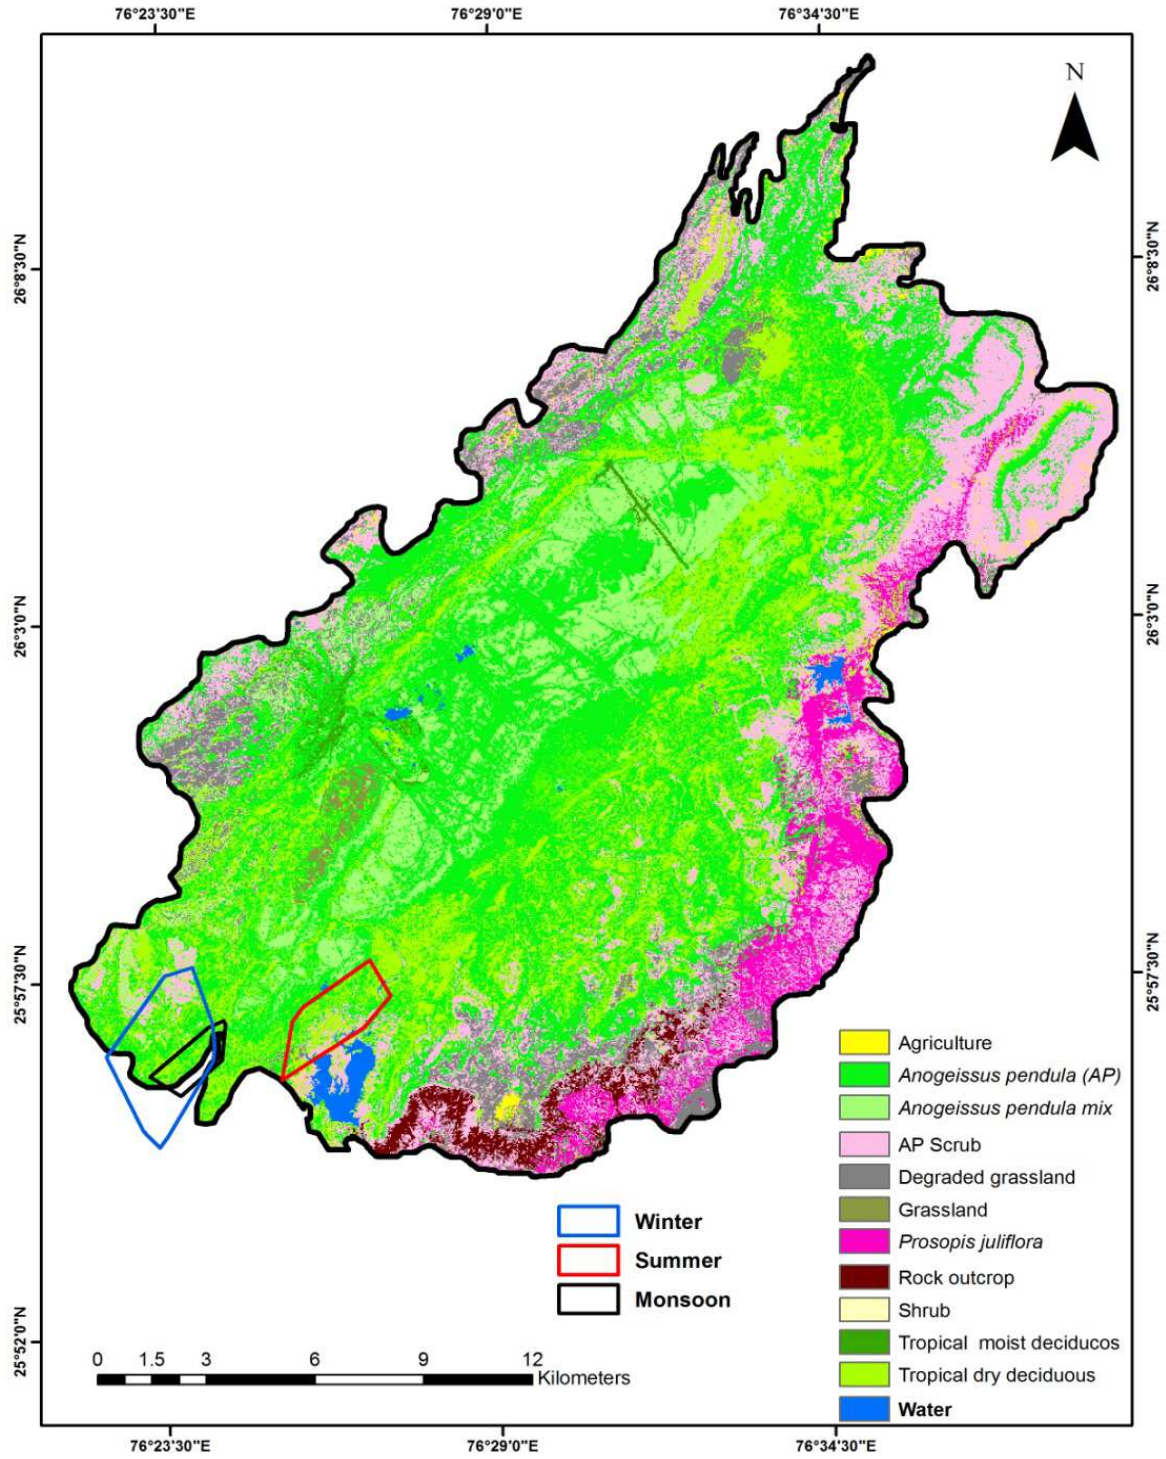 76°23'30"E
76°29'0"E
76°34'30"E
N
26°8'30"N
26°8'30"N
26°3'0"N
26°3'0"N
25°57'30"N
25°57'30"N
25°52'0"N
Agriculture
Anogeissus pendula (AP)
Anogeissus pendula mix
AP Scrub
Degraded grassland
Grassland
Prosopis juliflora
Rock outcrop
Shrub
Tropical moist deciducos
Tropical dry deciduous
Water
Winter
Summer
Monsoon
0 1.5 3 6 9 12
Kilometers
76°23'30"E
76°29'0"E
76°34'30"E